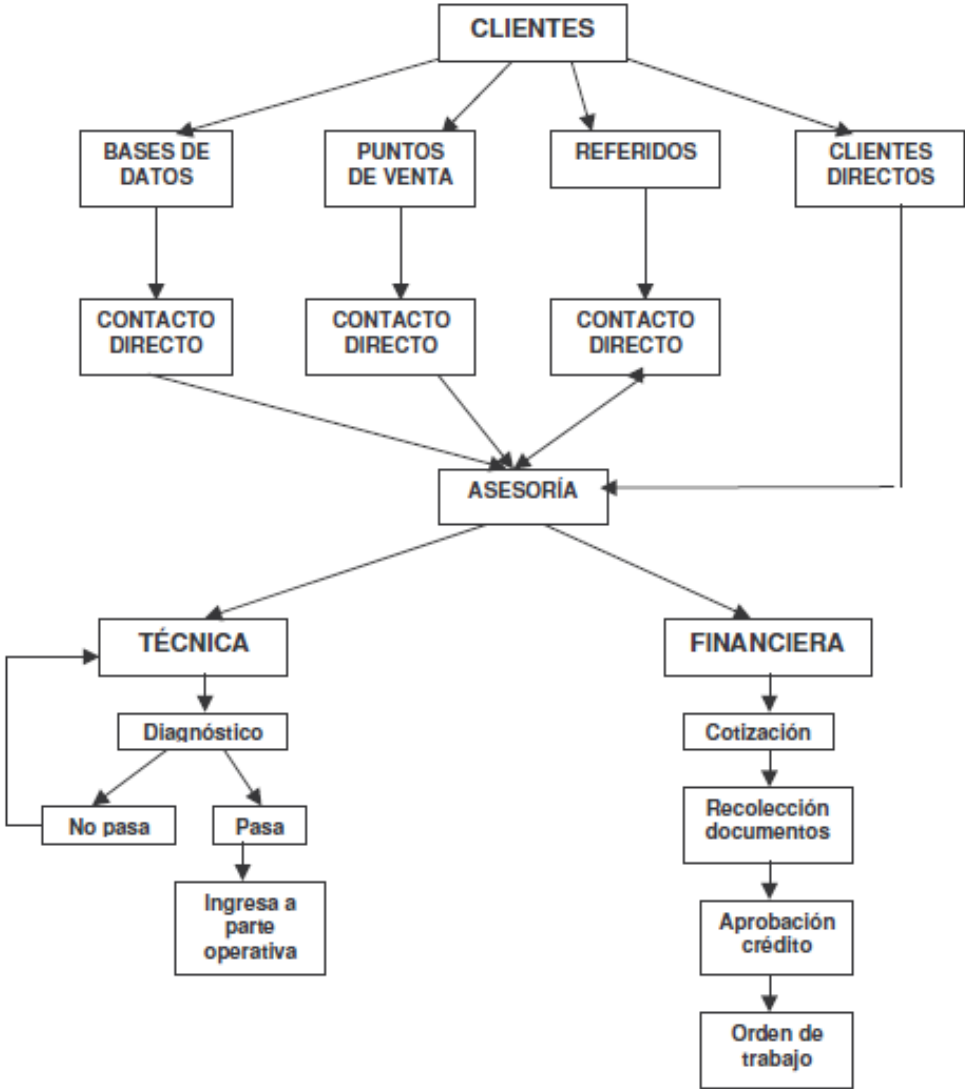 CLIENTES
BASES DE
DATOS
PUNTOS
DE VENTA
REFERIDOS
CLIENTES
DIRECTOS
CONTACTO
DIRECTO
CONTACTO
DIRECTO
CONTACTO
DIRECTO
ASESORÍA
TÉCNICA
FINANCIERA
Diagnóstico
Cotización
No pasa
Pasa
Recolección
documentos
Ingresa a
parte
operativa
Aprobación
crédito
Orden de
trabajo